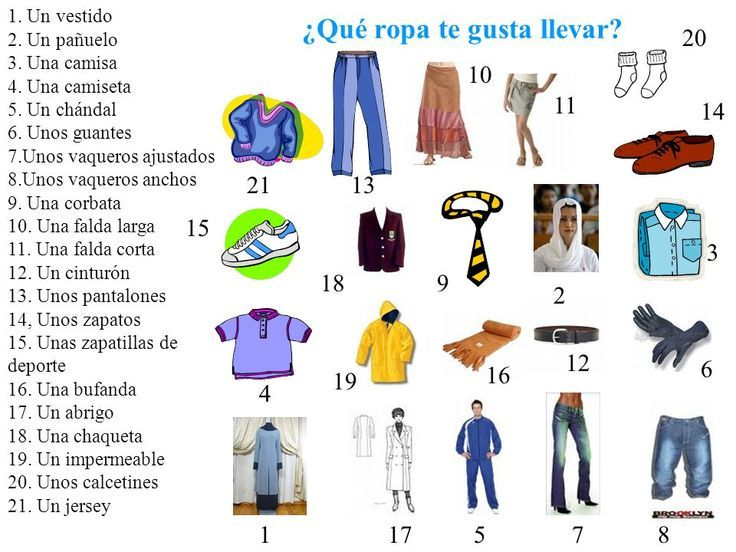 1. Un vestido
2. Un pañuelo
3. Una camisa
4. Una camiseta
5. Un chándal
6. Unos guantes
7.Unos vaqueros ajustados
8.Unos vaqueros anchos
9. Una corbata
10. Una falda larga
11. Una falda corta
12. Un cinturón
13. Unos pantalones
14, Unos zapatos
15. Unas zapatillas de
deporte
16. Una bufanda
17. Un abrigo
18. Una chaqueta
19. Un impermeable
20. Unos calcetines
21. Un jersey
¿Qué ropa te gusta llevar?
20
10
11
14
21
13
15
3
18
9
2
4
19
16
12
6
BROOKLYN
1
17
5
7
8